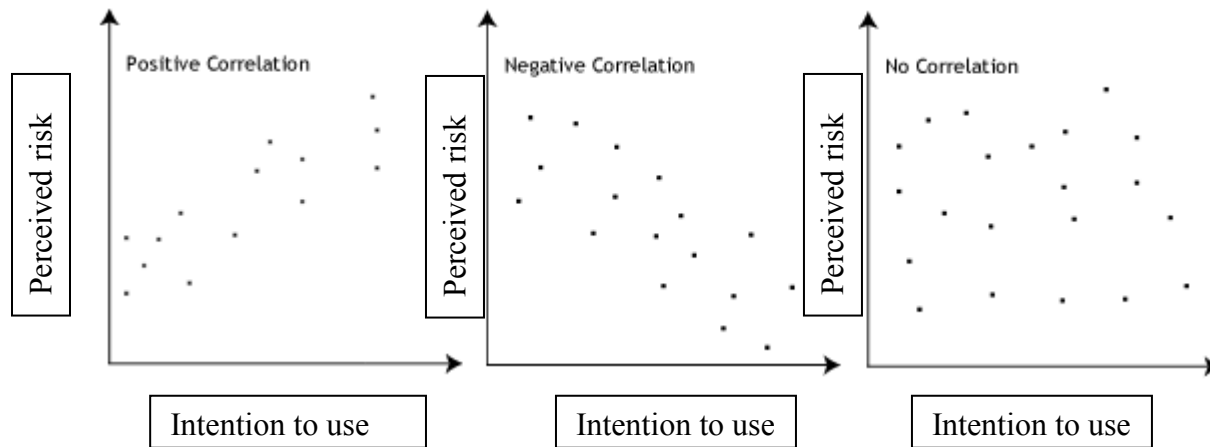 Positive Correlation
Perceived risk
Intention to use
Negative Correlation
Perceived risk
Intention to use
No Correlation
Perceived risk
Intention to use